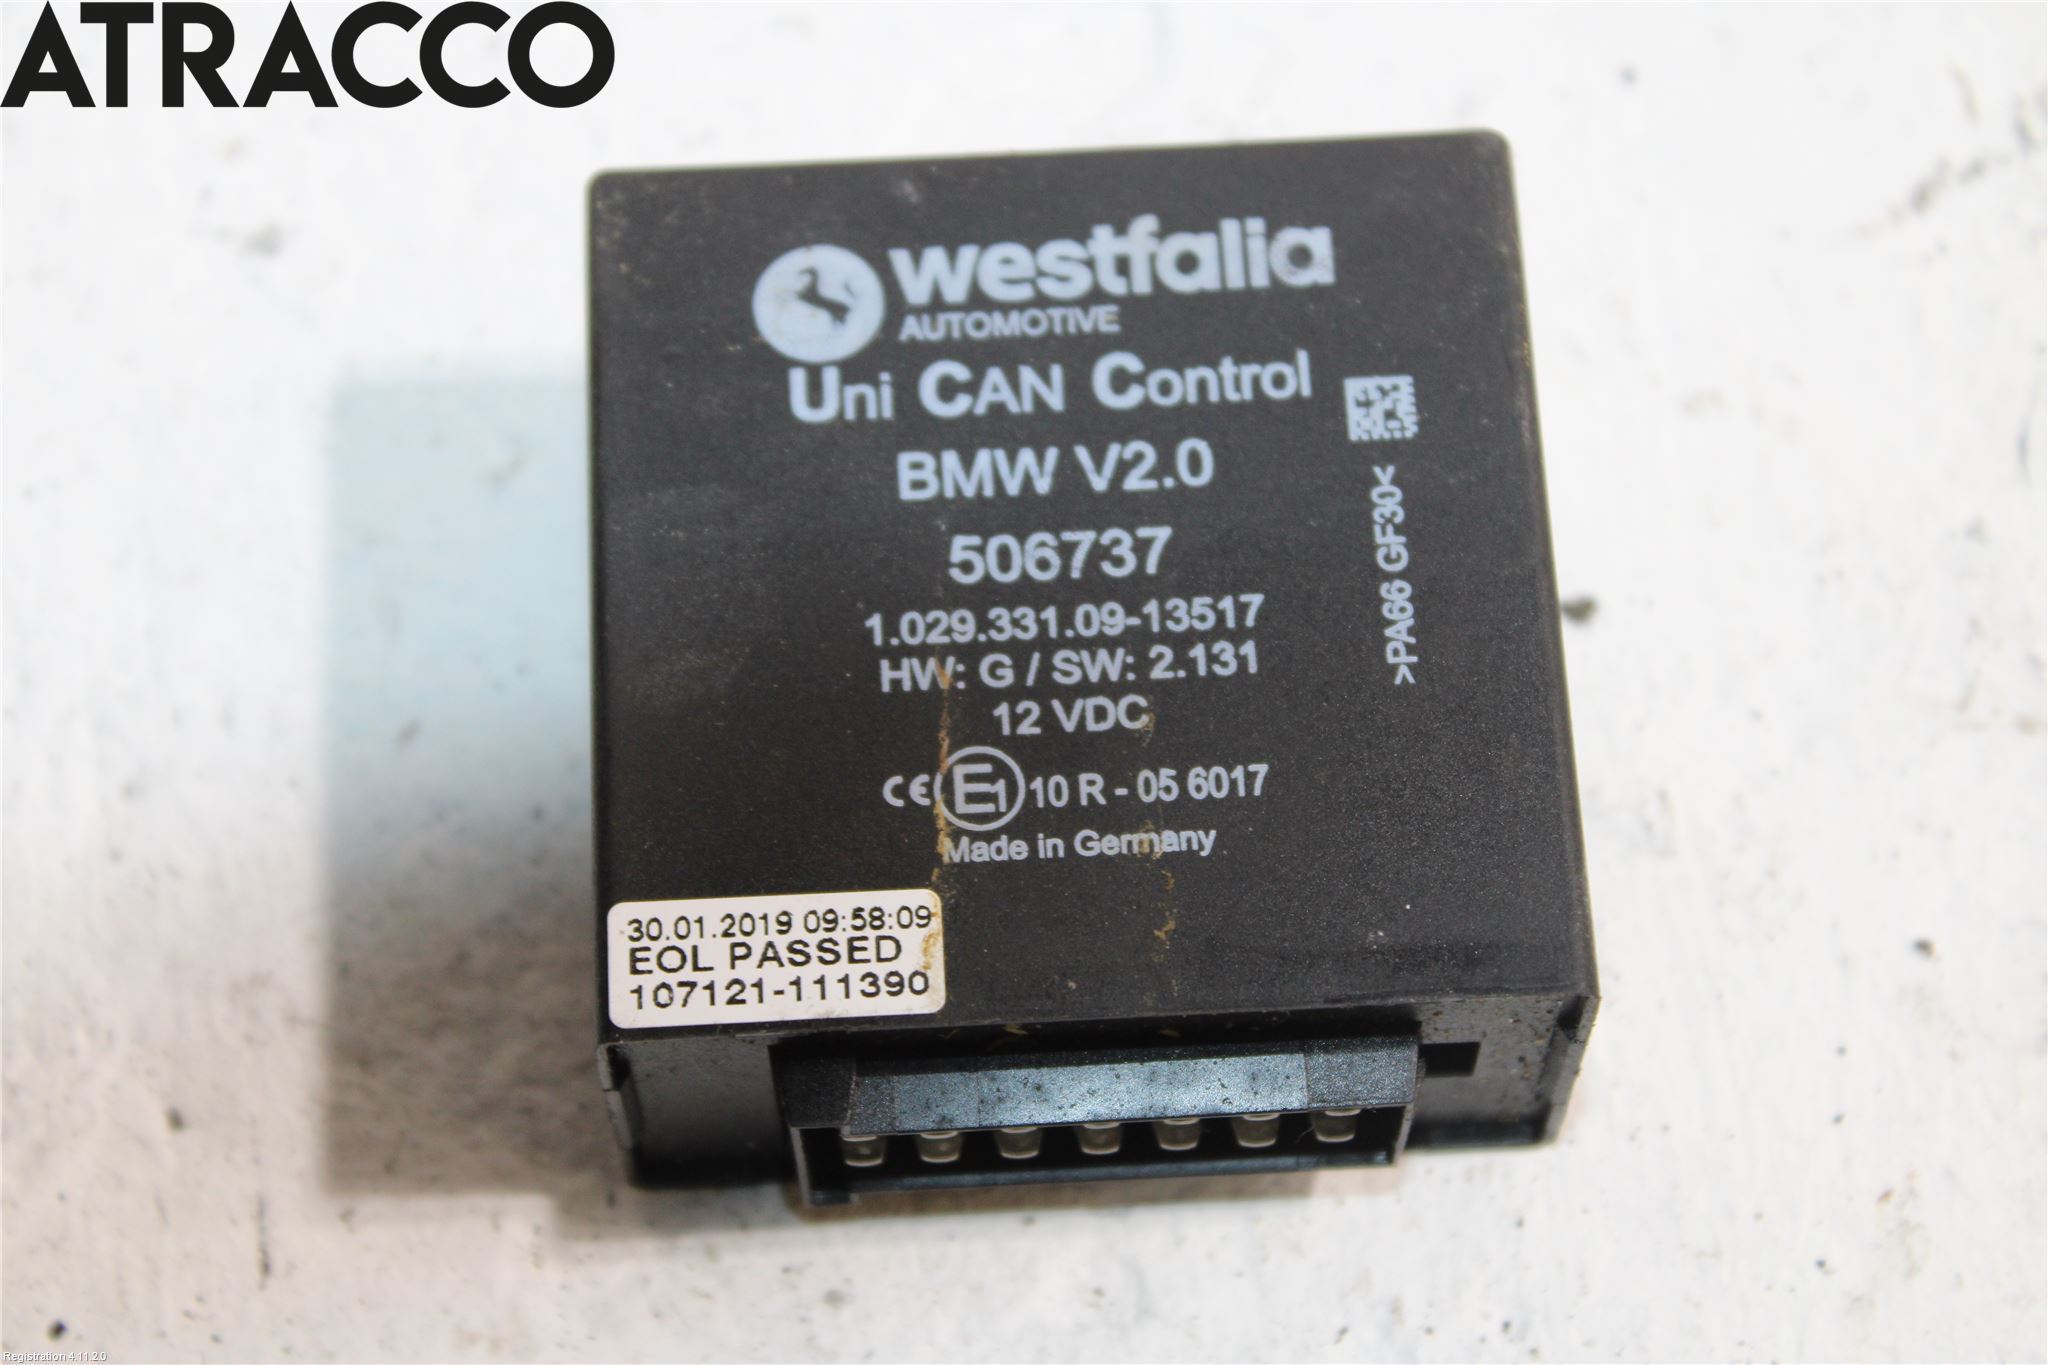 ATRACCO
westfalia
AUTOMOTIVE
Uni CAN Control
BMW V2.0
506737
1.029.331.09-13517
HW: G / SW: 2.131
12 VDC
CE E1 10 R - 05 6017
Made in Germany
>PA66 GF30<
30.01.2019 09:58:09
EOL PASSED
107121-111390
Registration 4.11.2.0